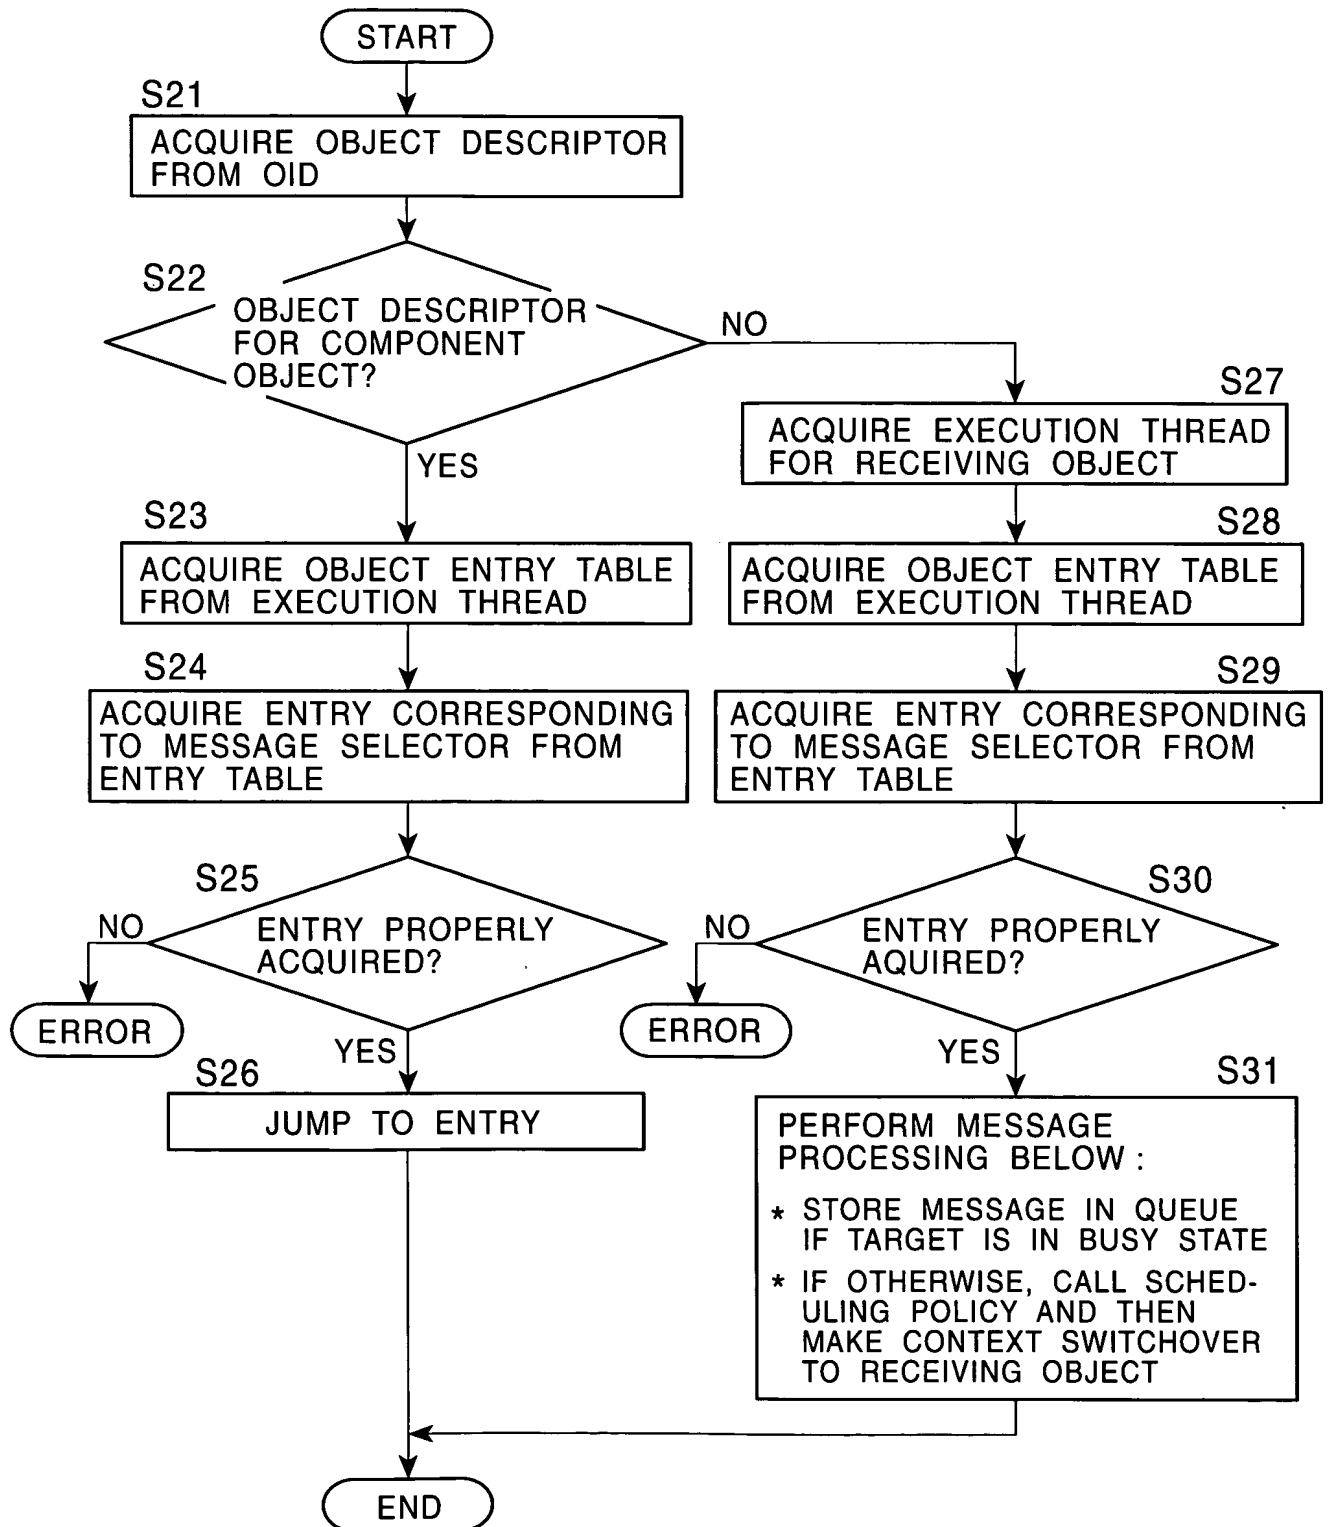 START
S21
ACQUIRE OBJECT DESCRIPTOR
FROM OID
S22
OBJECT DESCRIPTOR
FOR COMPONENT
OBJECT?
NO
YES
S27
ACQUIRE EXECUTION THREAD
FOR RECEIVING OBJECT
S23
ACQUIRE OBJECT ENTRY TABLE
FROM EXECUTION THREAD
S28
ACQUIRE OBJECT ENTRY TABLE
FROM EXECUTION THREAD
S24
ACQUIRE ENTRY CORRESPONDING
TO MESSAGE SELECTOR FROM
ENTRY TABLE
S29
ACQUIRE ENTRY CORRESPONDING
TO MESSAGE SELECTOR FROM
ENTRY TABLE
S25
ENTRY PROPERLY
ACQUIRED?
NO
ERROR
YES
S30
ENTRY PROPERLY
AQUIRED?
NO
ERROR
YES
S26
JUMP TO ENTRY
S31
PERFORM MESSAGE
PROCESSING BELOW :
* STORE MESSAGE IN QUEUE
IF TARGET IS IN BUSY STATE
* IF OTHERWISE, CALL SCHED-
ULING POLICY AND THEN
MAKE CONTEXT SWITCHOVER
TO RECEIVING OBJECT
END